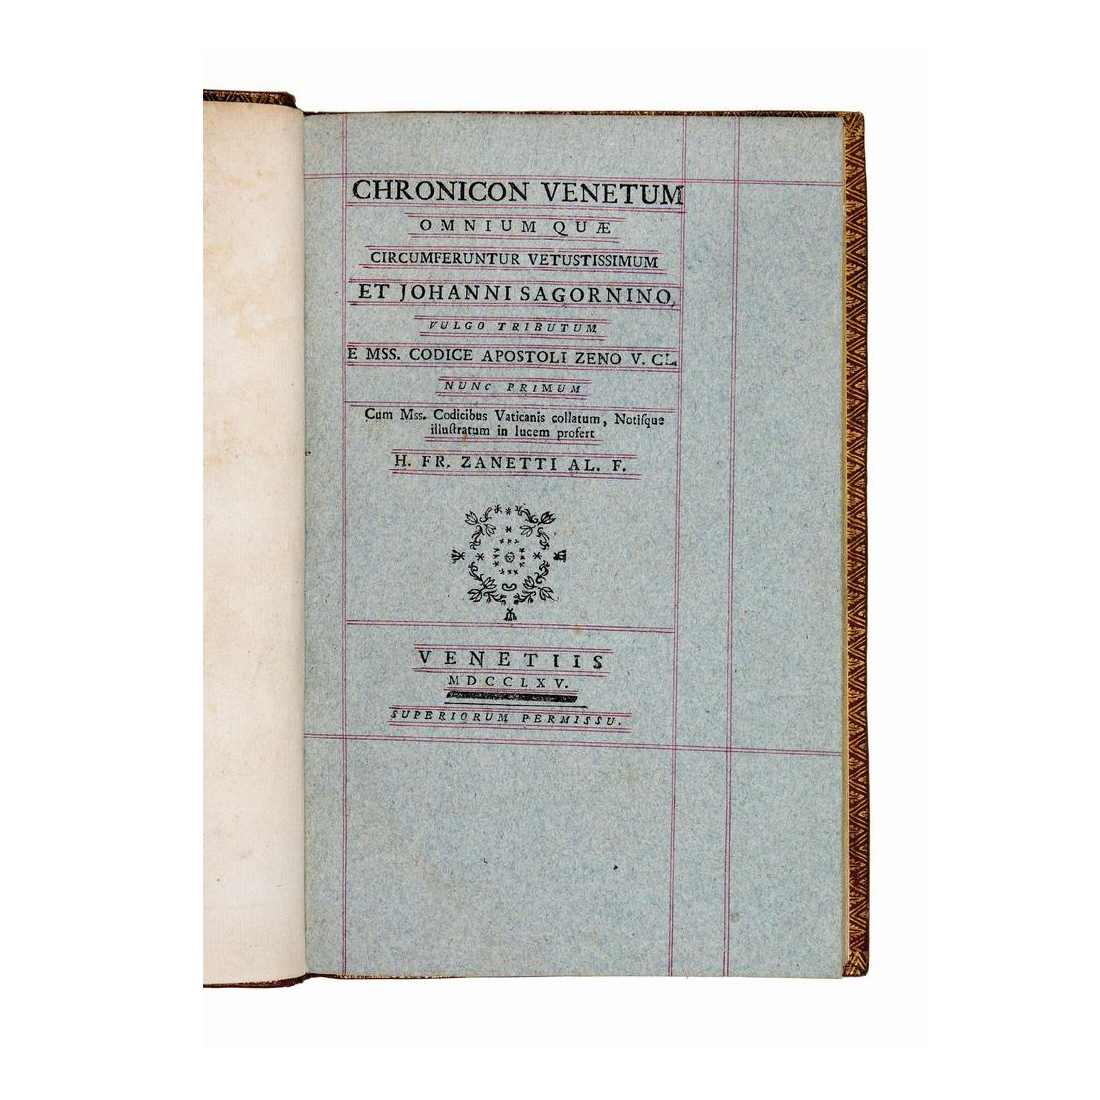 CHRONICON VENETUM
OMNIUM QUÆ
CIRCUMFERUNTUR VETUSTISSIMUM
ET JOHANNI SAGORNINO,
VULGO TRIBUTUM
E MSS. CODICE APOSTOLI ZENO V. CL.
NUNC PRIMUM
Cum Mss. Codicibus Vaticanis collatum, Notiſque
illuſtratum in lucem profert
H. FR. ZANETTI AL. F.
VENETIIS
MDCCLXV.
SUPERIORUM PERMISSU.